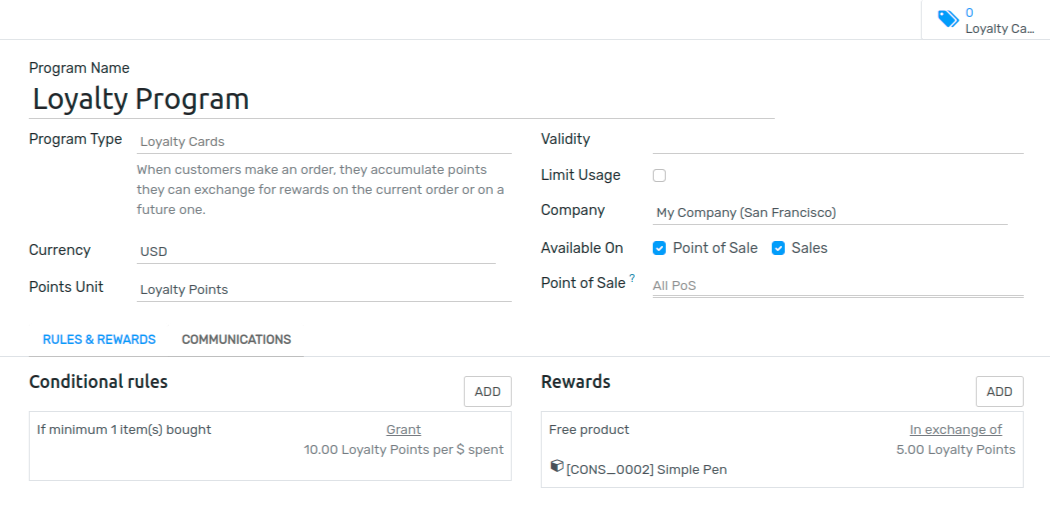 0
Loyalty Ca...
Program Name
Loyalty Program
Program Type Loyalty Cards
When customers make an order, they accumulate points
they can exchange for rewards on the current order or on a
future one.
Currency USD
Points Unit Loyalty Points
Validity
Limit Usage
Company My Company (San Francisco)
Available On Point of Sale Sales
Point of Sale ? All PoS
RULES & REWARDS COMMUNICATIONS
Conditional rules ADD
If minimum 1 item(s) bought Grant
10.00 Loyalty Points per $ spent
Rewards ADD
Free product In exchange of
5.00 Loyalty Points
[CONS_0002] Simple Pen